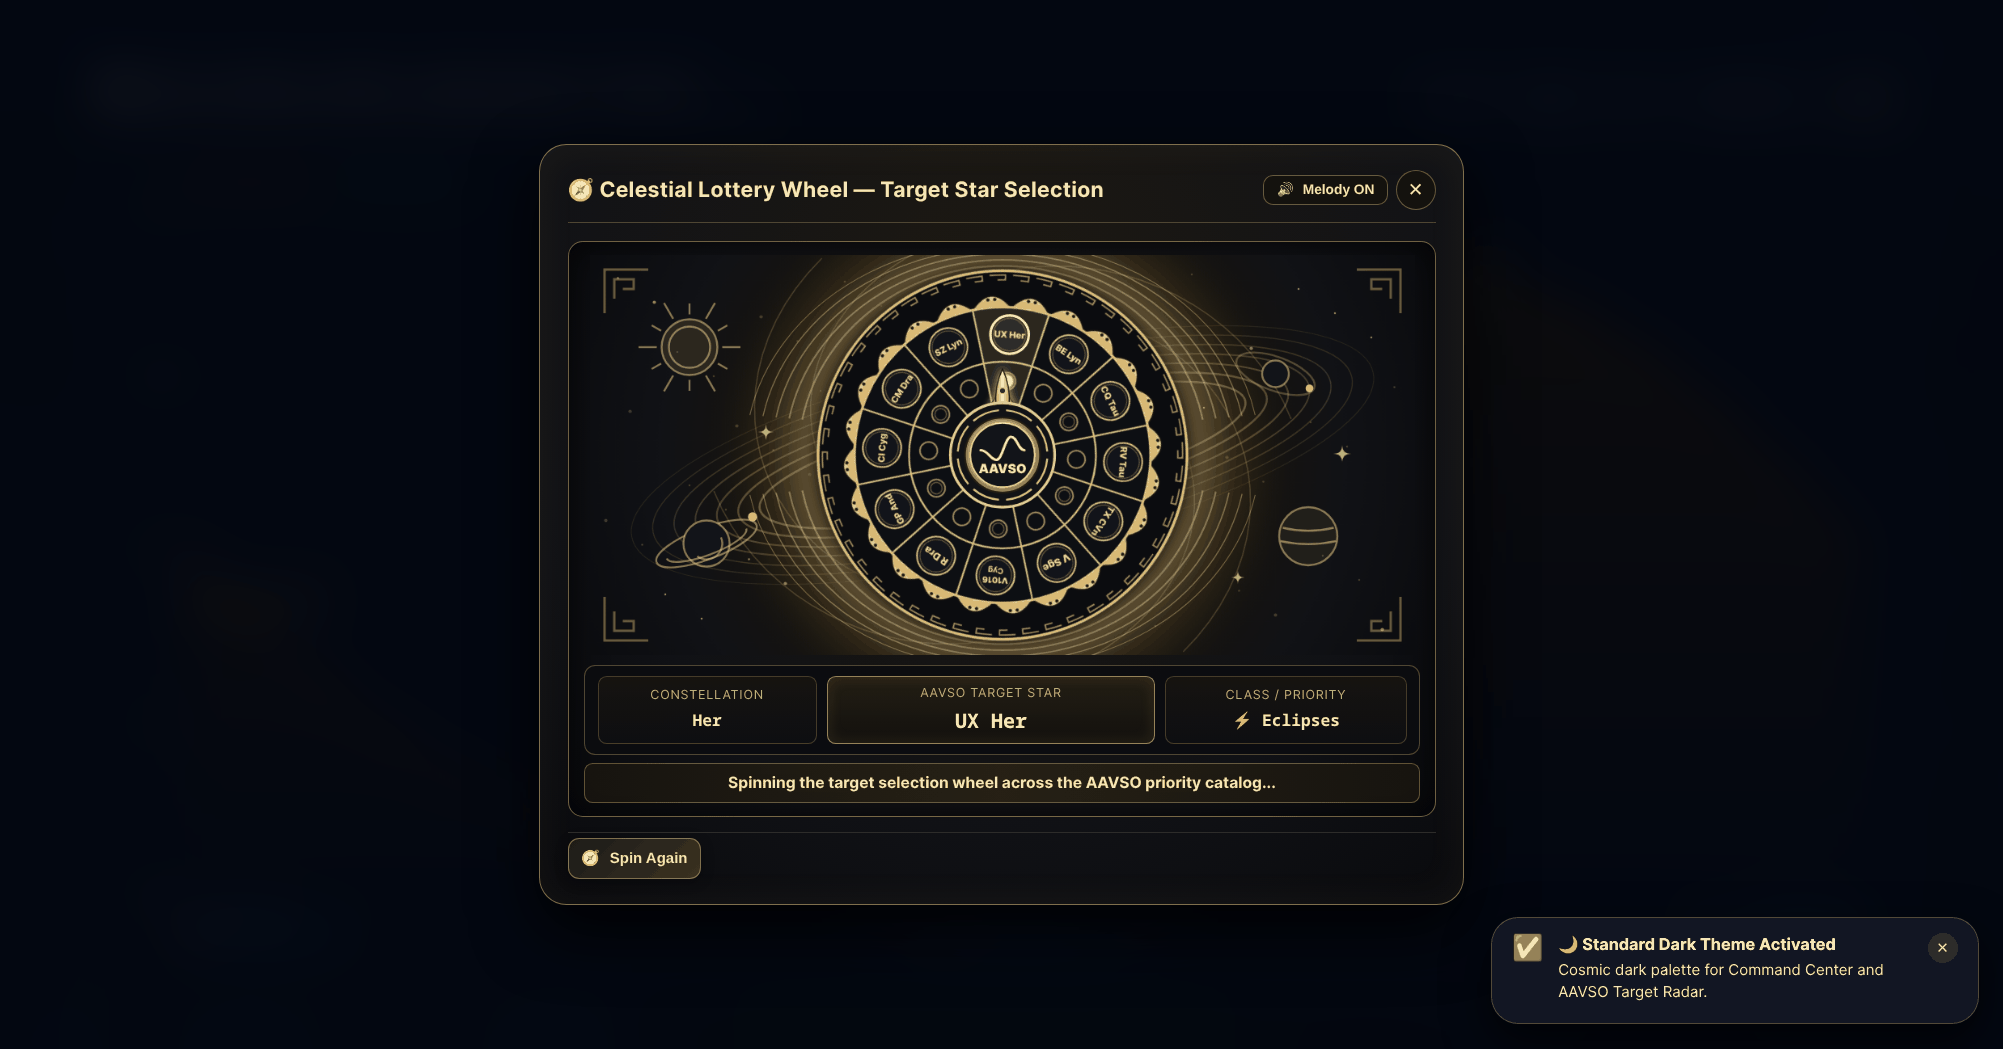 🧭 Celestial Lottery Wheel — Target Star Selection
Melody ON
UX Her
BE Lyn
CQ Tau
RV Tau
TX CVn
V Sge
V1016
Cyg
R Dra
GP And
CI Cyg
CM Dra
SZ Lyn
AAVSO
CONSTELLATION
Her
AAVSO TARGET STAR
UX Her
CLASS / PRIORITY
⚡ Eclipses
Spinning the target selection wheel across the AAVSO priority catalog...
Spin Again
🌙 Standard Dark Theme Activated
Cosmic dark palette for Command Center and
AAVSO Target Radar.